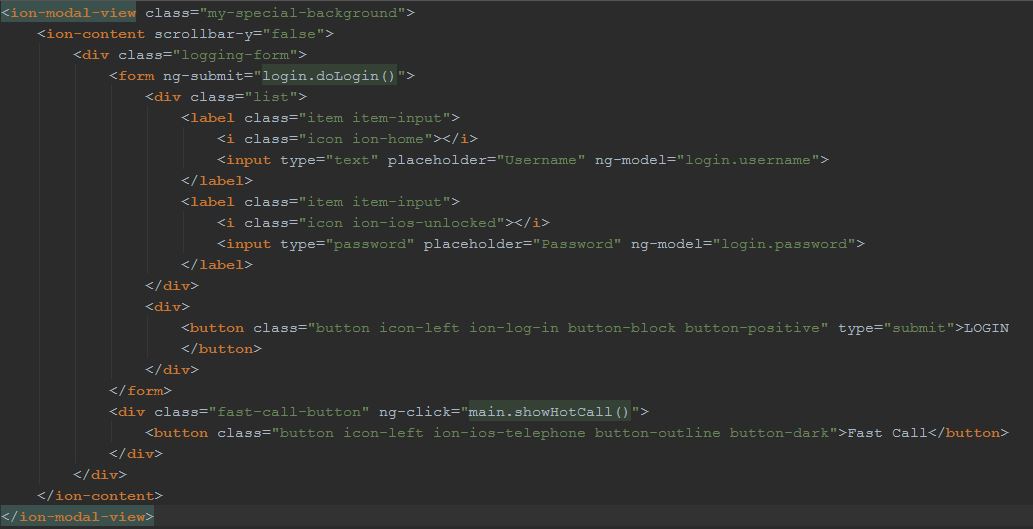 <ion-modal-view class="my-special-background">
    <ion-content scrollbar-y="false">
        <div class="logging-form">
            <form ng-submit="login.doLogin()">
                <div class="list">
                    <label class="item item-input">
                        <i class="icon ion-home"></i>
                        <input type="text" placeholder="Username" ng-model="login.username">
                    </label>
                    <label class="item item-input">
                        <i class="icon ion-ios-unlocked"></i>
                        <input type="password" placeholder="Password" ng-model="login.password">
                    </label>
                </div>
                <div>
                    <button class="button icon-left ion-log-in button-block button-positive" type="submit">LOGIN
                    </button>
                </div>
            </form>
            <div class="fast-call-button" ng-click="main.showHotCall()">
                <button class="button icon-left ion-ios-telephone button-outline button-dark">Fast Call</button>
            </div>
        </div>
    </ion-content>
</ion-modal-view>